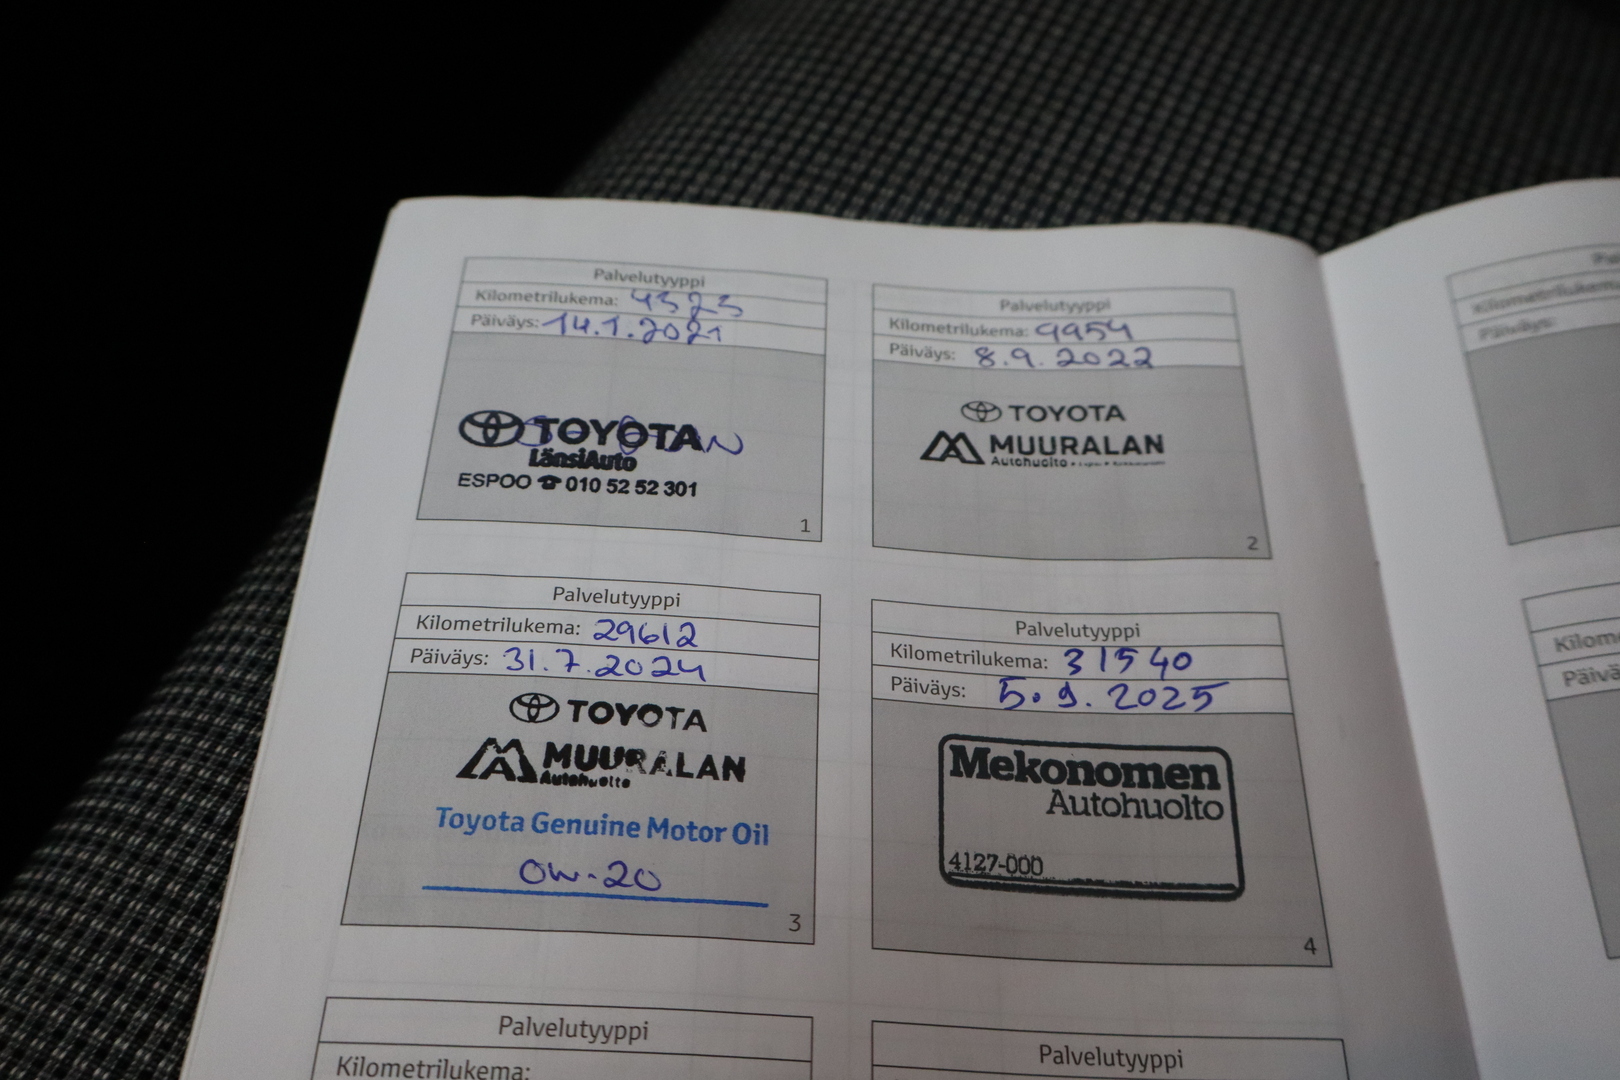 Palvelutyyppi
Kilometrilukema: 4323
Päiväys: 14.1.2021
TOYOTA
LänsiAuto
ESPOO ☎ 010 52 52 301
1
Palvelutyyppi
Kilometrilukema: 9954
Päiväys: 8.9.2022
TOYOTA
MUURALAN
Autohuolto
2
Palvelutyyppi
Kilometrilukema: 29612
Päiväys: 31.7.2024
TOYOTA
MUURALAN
Autohuolto
Toyota Genuine Motor Oil
0W-20
3
Palvelutyyppi
Kilometrilukema: 31540
Päiväys: 5.9.2025
Mekonomen
Autohuolto
4127-000
4
Palvelutyyppi
Kilometrilukema:
Palvelutyyppi
Kilometrilukema:
Päiväys: